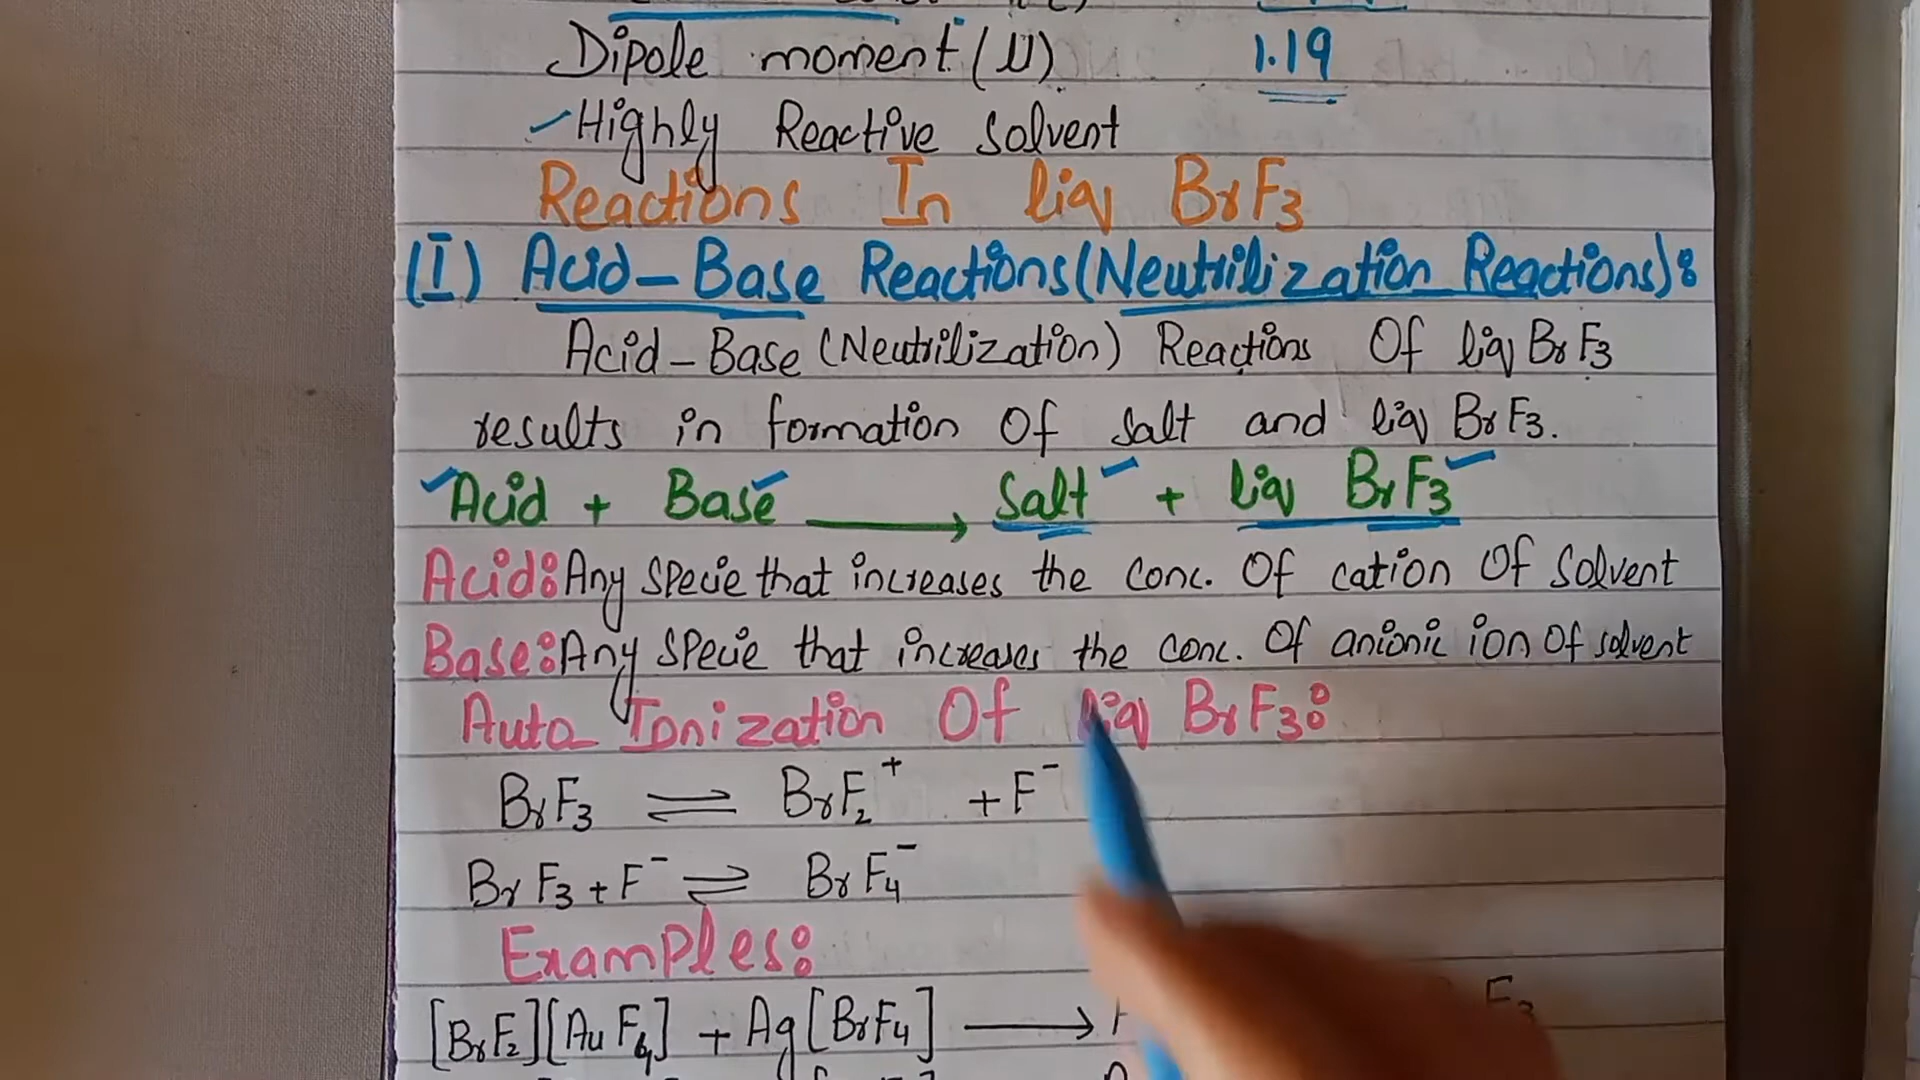 Dipole moment (μ) 1.19
Highly Reactive Solvent
Reactions In liq BrF3
(I) Acid-Base Reactions (Neutrilization Reactions):
Acid-Base (Neutrilization) Reactions Of liq BrF3
results in formation Of Salt and liq BrF3.
Acid + Base ⟶ Salt + liq BrF3
Acid: Any specie that increases the conc. Of cation Of Solvent
Base: Any specie that increases the conc. Of anionic ion Of solvent
Auto Ionization Of liq BrF3:
BrF3 ⇌ BrF2⁺ + F⁻
BrF3 + F⁻ ⇌ BrF4⁻
Examples:
[BrF2][AuF] + Ag[BrF4] ⟶